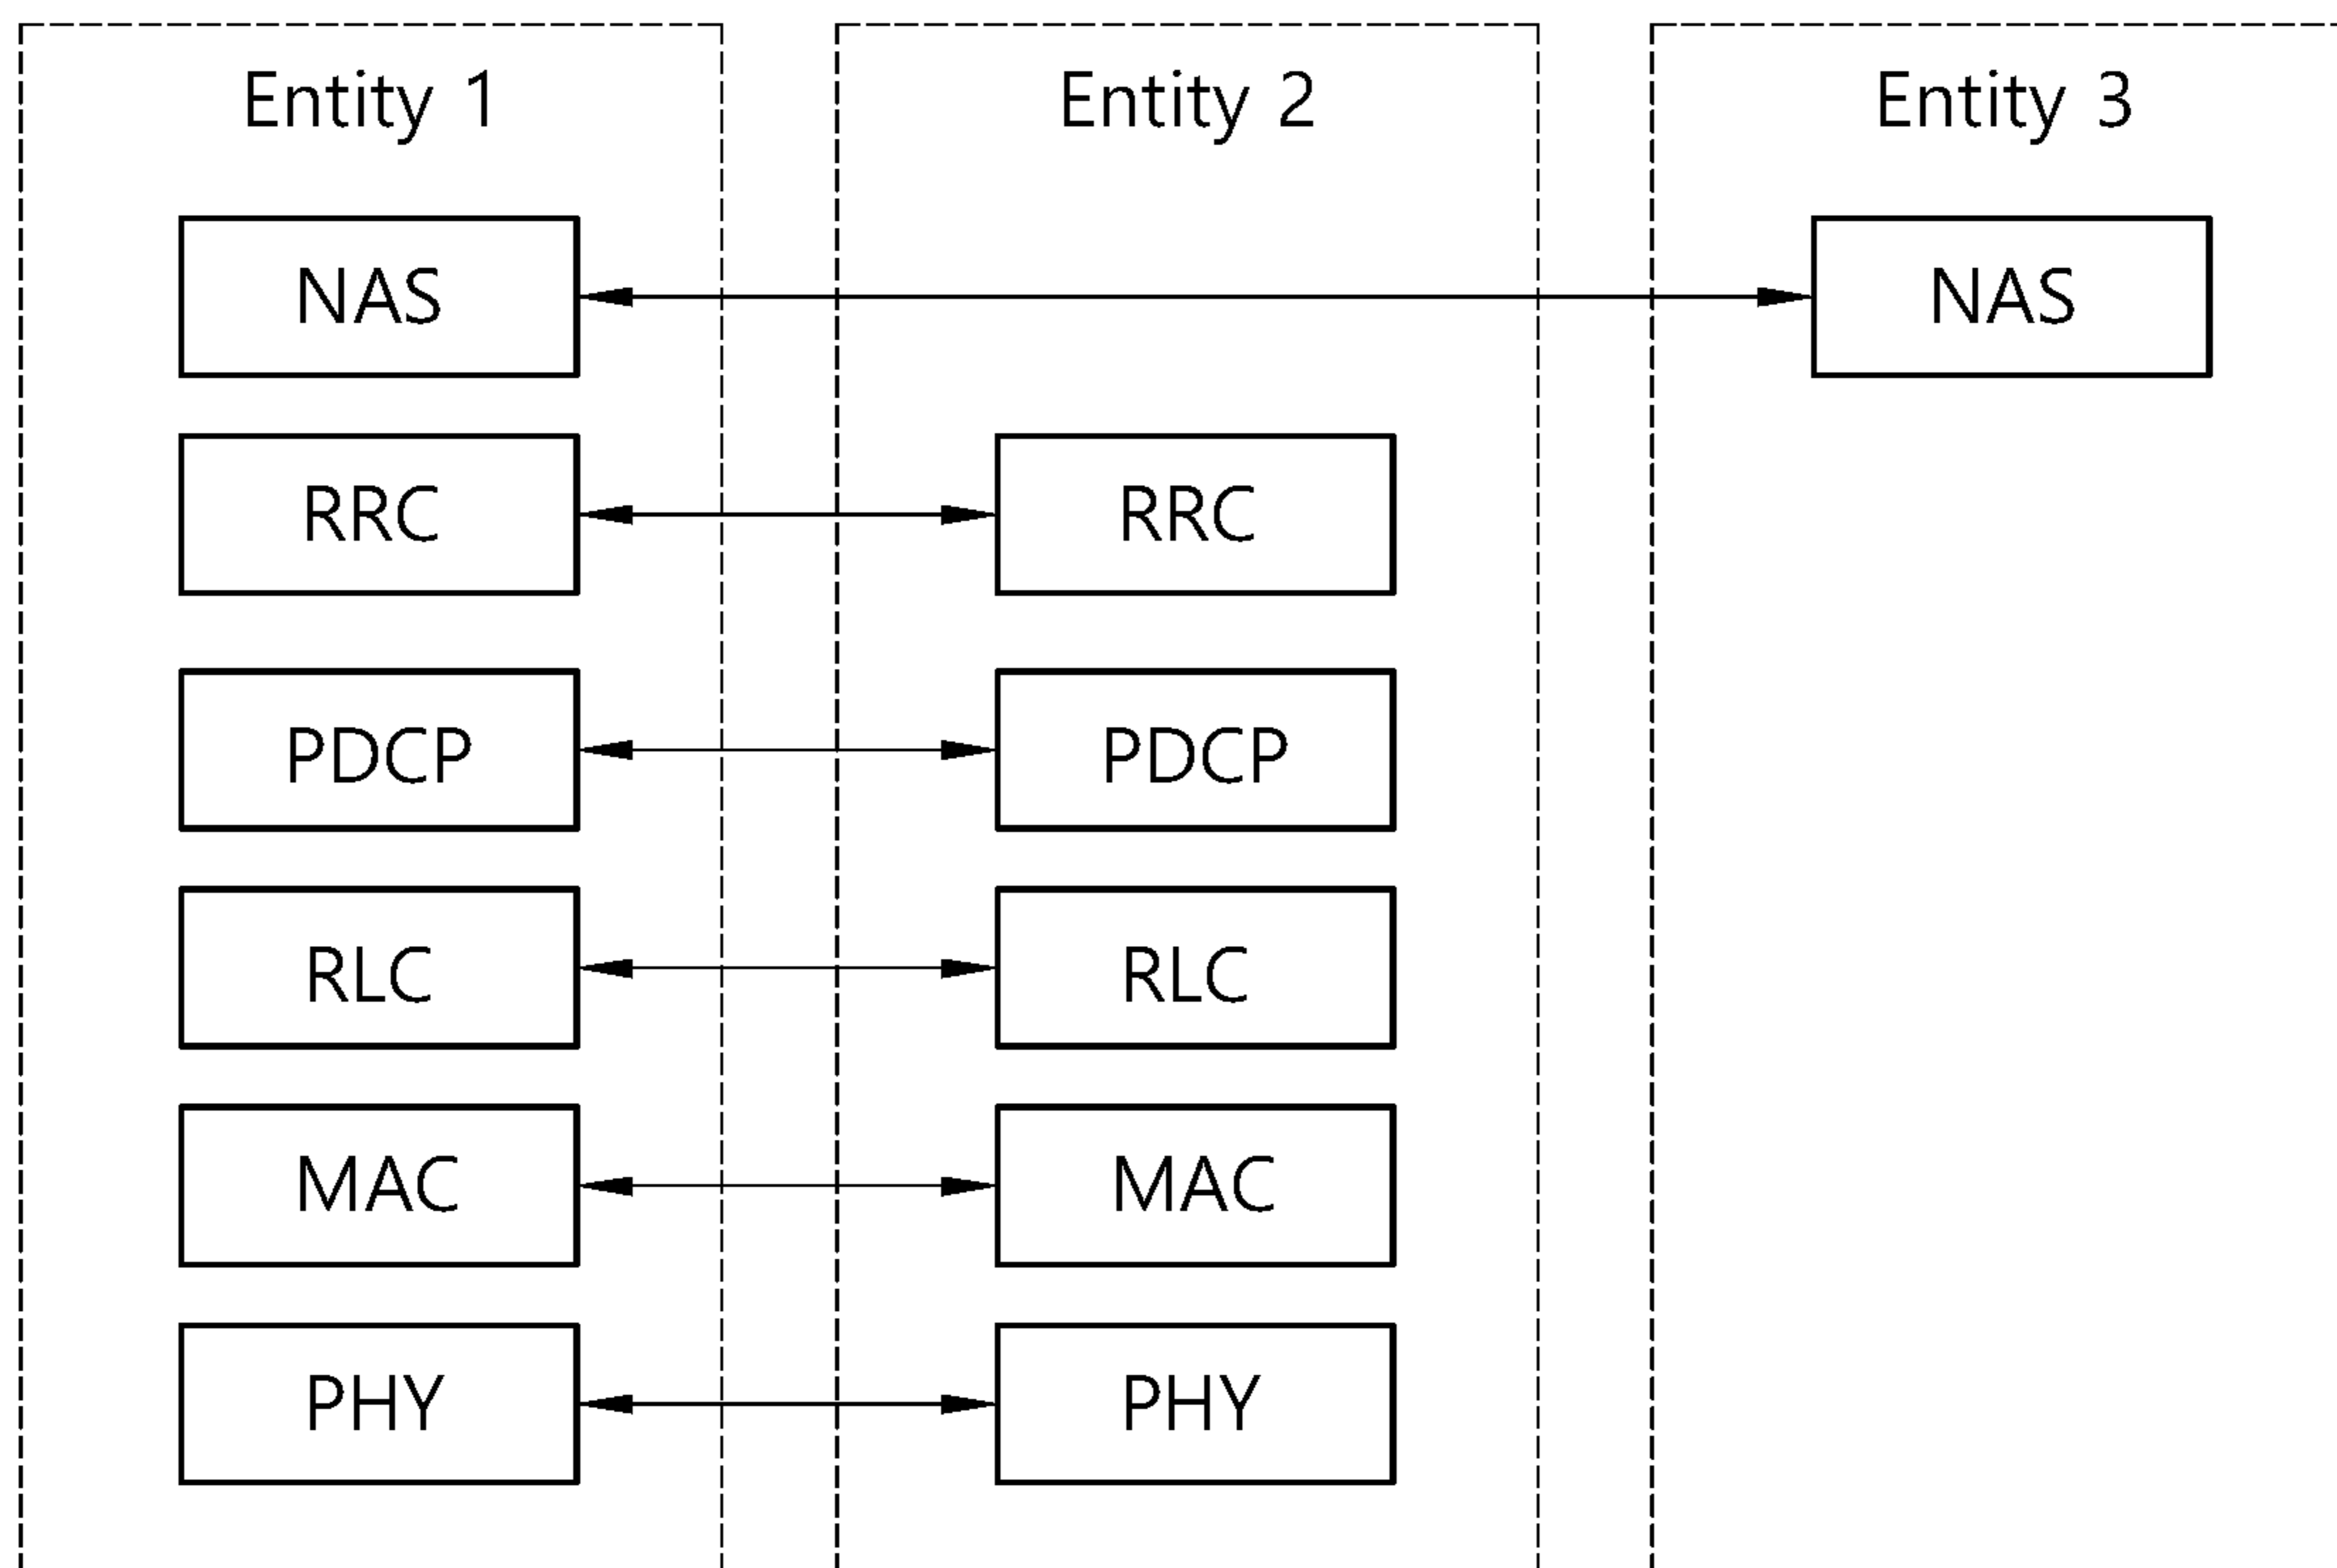 Entity 1
Entity 2
Entity 3
NAS
NAS
RRC
RRC
PDCP
PDCP
RLC
RLC
MAC
MAC
PHY
PHY